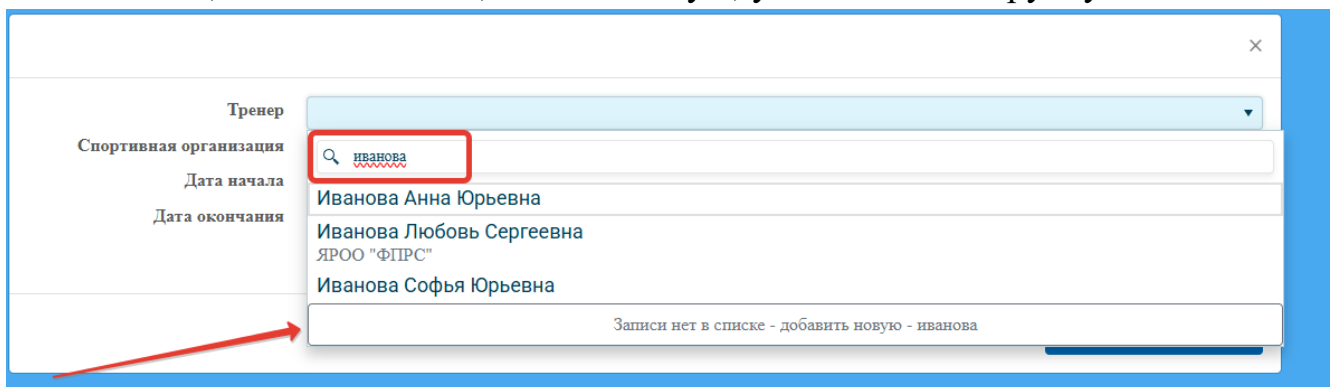 ×
Тренер
Спортивная организация
Дата начала
Дата окончания
иванова
Иванова Анна Юрьевна
Иванова Любовь Сергеевна
ЯРОО "ФПРС"
Иванова Софья Юрьевна
Записи нет в списке - добавить новую - иванова